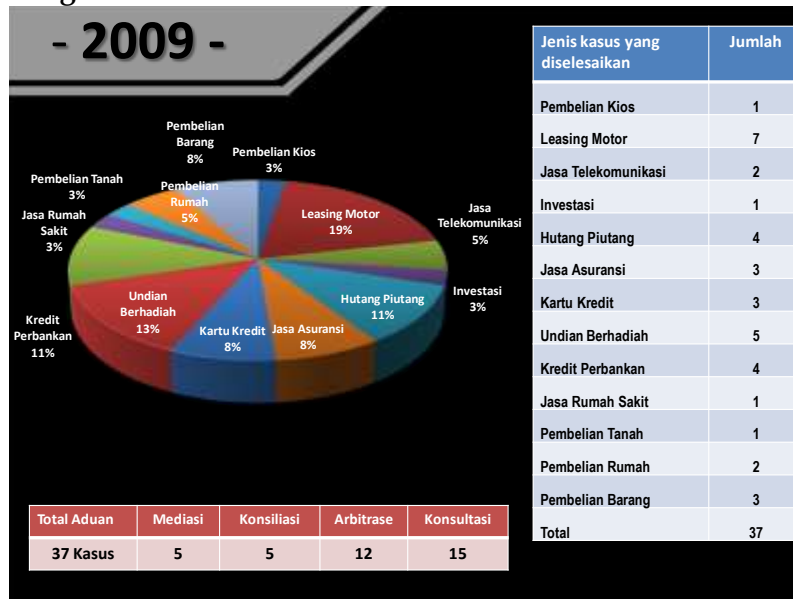 - 2009 -
Pembelian
Barang
8%
Pembelian Kios
3%
Pembelian Tanah
3%
Pembelian
Rumah
5%
Jasa Rumah
Sakit
3%
Leasing Motor
19%
Jasa
Telekomunikasi
5%
Investasi
3%
Hutang Piutang
11%
Jasa Asuransi
8%
Kartu Kredit
8%
Undian
Berhadiah
13%
Kredit
Perbankan
11%
Jenis kasus yang diselesaikan Jumlah
Pembelian Kios 1
Leasing Motor 7
Jasa Telekomunikasi 2
Investasi 1
Hutang Piutang 4
Jasa Asuransi 3
Kartu Kredit 3
Undian Berhadiah 5
Kredit Perbankan 4
Jasa Rumah Sakit 1
Pembelian Tanah 1
Pembelian Rumah 2
Pembelian Barang 3
Total 37
Total Aduan Mediasi Konsiliasi Arbitrase Konsultasi
37 Kasus 5 5 12 15